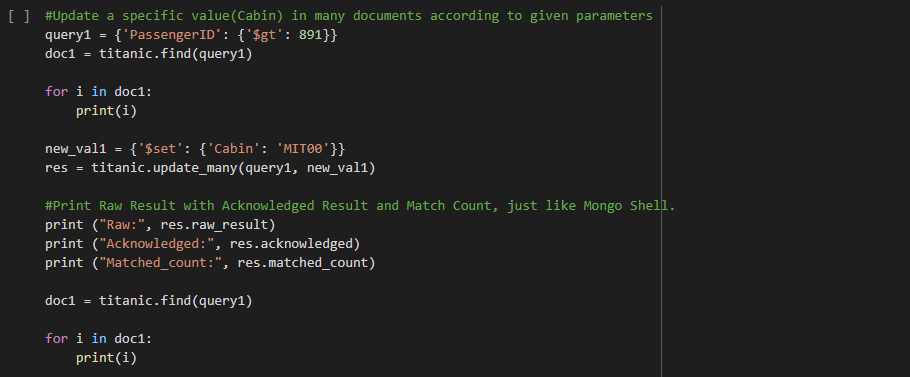 [ ] #Update a specific value(Cabin) in many documents according to given parameters
query1 = {'PassengerID': {'$gt': 891}}
doc1 = titanic.find(query1)

for i in doc1:
    print(i)

new_val1 = {'$set': {'Cabin': 'MIT00'}}
res = titanic.update_many(query1, new_val1)

#Print Raw Result with Acknowledged Result and Match Count, just like Mongo Shell.
print ("Raw:", res.raw_result)
print ("Acknowledged:", res.acknowledged)
print ("Matched_count:", res.matched_count)

doc1 = titanic.find(query1)

for i in doc1:
    print(i)